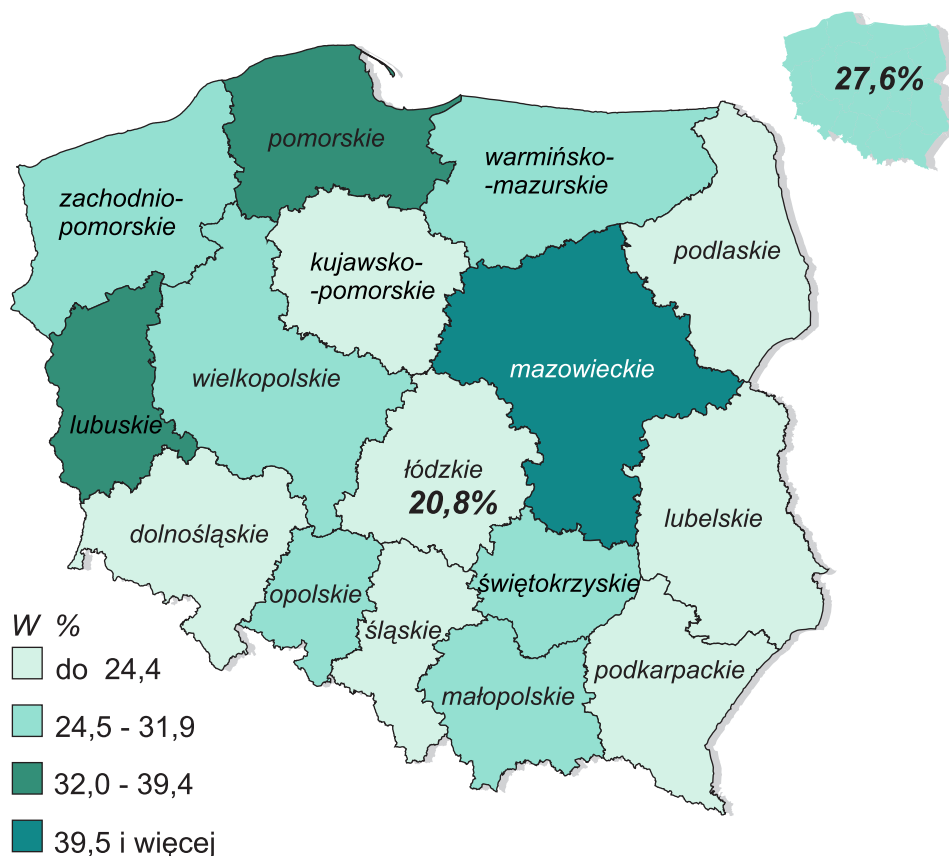 27,6%
pomorskie
warmińsko-
-mazurskie
zachodnio-
pomorskie
podlaskie
kujawsko-
-pomorskie
mazowieckie
wielkopolskie
lubuskie
łódzkie
20,8%
lubelskie
dolnośląskie
opolskie
świętokrzyskie
śląskie
podkarpackie
małopolskie
W %
do 24,4
24,5 - 31,9
32,0 - 39,4
39,5 i więcej